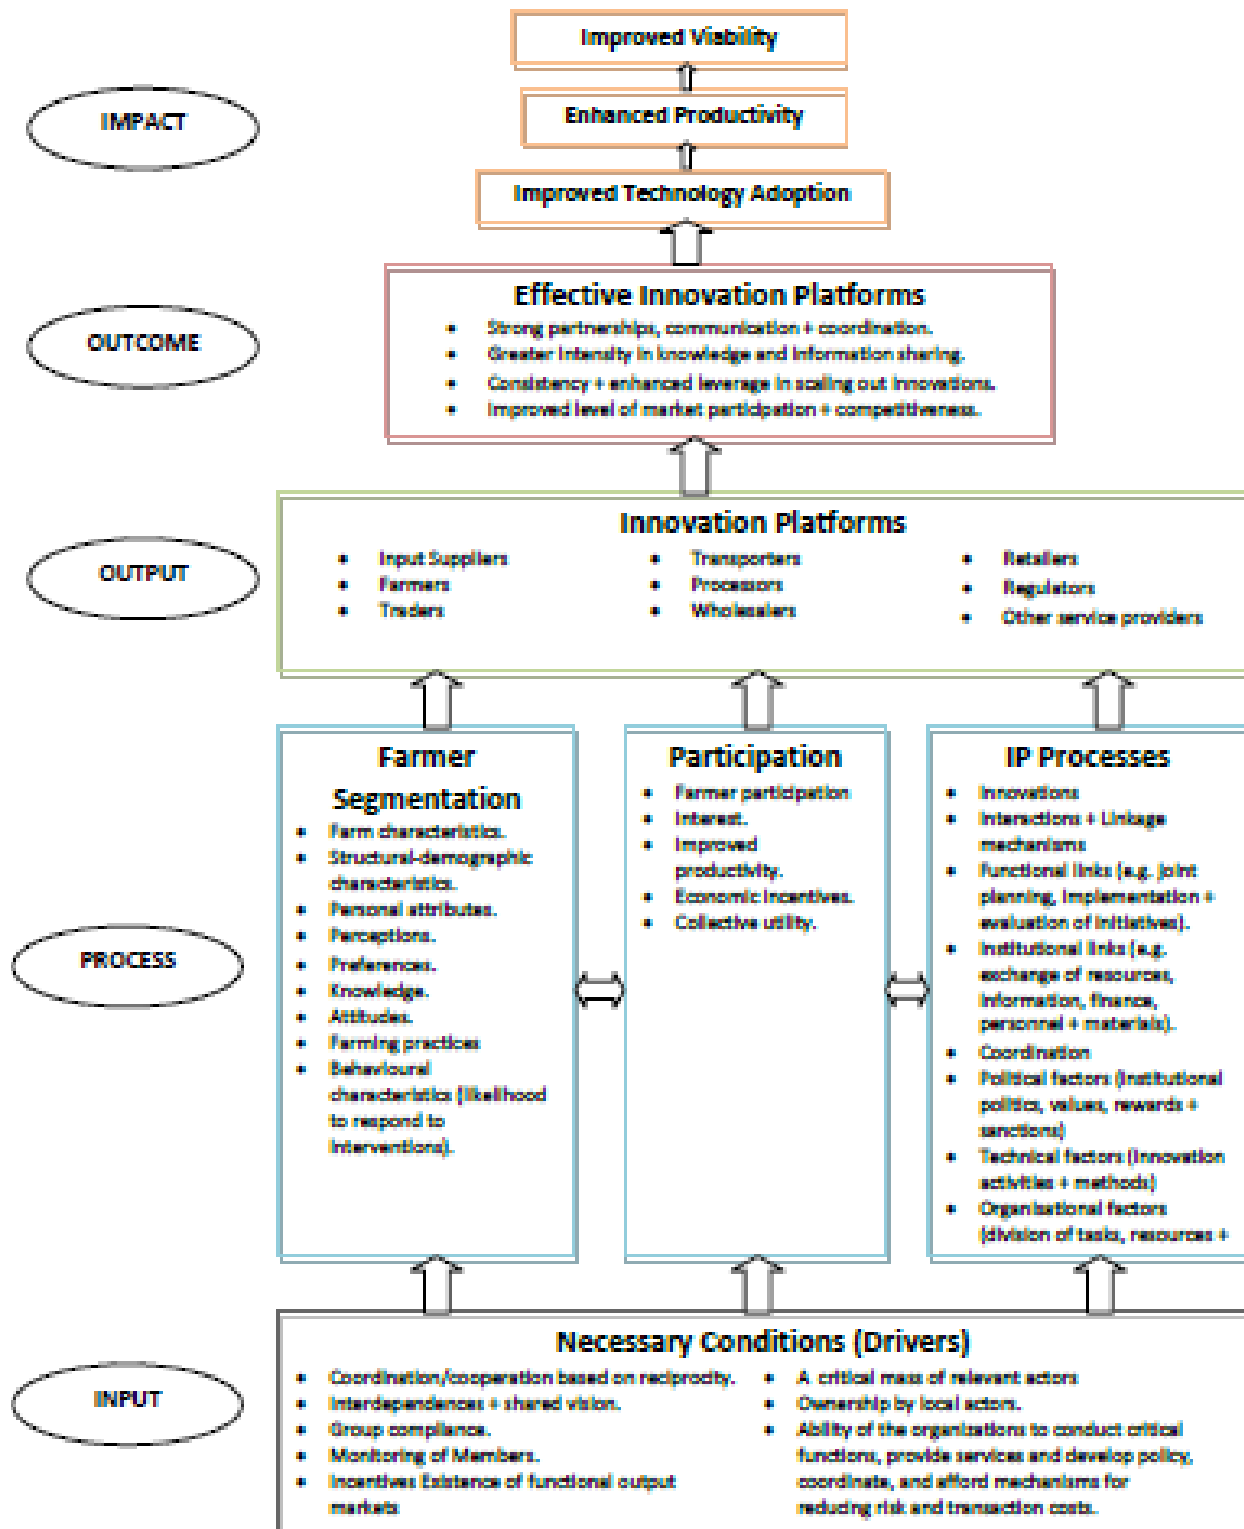 Improved Viability
IMPACT
Enhanced Productivity
Improved Technology Adoption
OUTCOME
Effective Innovation Platforms
• Strong partnerships, communication + coordination.
• Greater Intensity in knowledge and information sharing.
• Consistency + enhanced leverage in scaling out innovations.
• Improved level of market participation + competitiveness.
OUTPUT
Innovation Platforms
• Input Suppliers
• Farmers
• Traders
• Transporters
• Processors
• Wholesalers
• Retailers
• Regulators
• Other service providers
PROCESS
Farmer
Segmentation
• Farm characteristics.
• Structural-demographic
characteristics.
• Personal attributes.
• Perceptions.
• Preferences.
• Knowledge.
• Attitudes.
• Farming practices
• Behavioural
characteristics (likelihood
to respond to
interventions).
Participation
• Farmer participation
• Interest.
• Improved
productivity.
• Economic incentives.
• Collective utility.
IP Processes
• Innovations
• Interactions + Linkage
mechanisms
• Functional links (e.g. joint
planning, implementation +
evaluation of initiatives).
• Institutional links (e.g.
exchange of resources,
information, finance,
personnel + materials).
• Coordination
• Political factors (institutional
politics, values, rewards +
sanctions)
• Technical factors (innovation
activities + methods)
• Organisational factors
(division of tasks, resources +
INPUT
Necessary Conditions (Drivers)
• Coordination/cooperation based on reciprocity.
• Interdependences + shared vision.
• Group compliance.
• Monitoring of Members.
• Incentives Existence of functional output
markets
• A critical mass of relevant actors
• Ownership by local actors.
• Ability of the organizations to conduct critical
functions, provide services and develop policy,
coordinate, and afford mechanisms for
reducing risk and transaction costs.